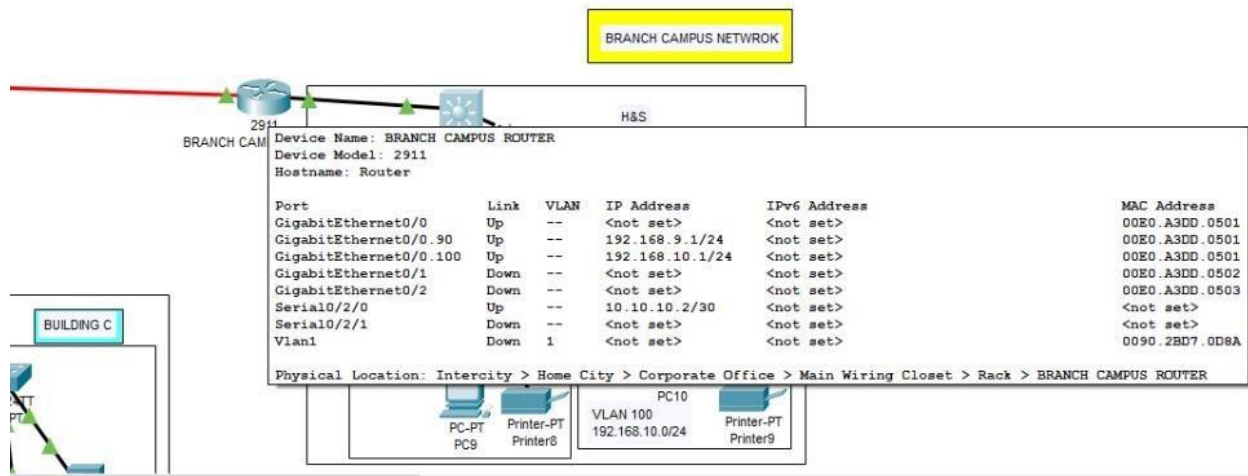 BRANCH CAMPUS NETWROK
H&S
2911
BRANCH CAM
Device Name: BRANCH CAMPUS ROUTER
Device Model: 2911
Hostname: Router
Port Link VLAN IP Address IPv6 Address MAC Address
GigabitEthernet0/0 Up -- <not set> <not set> 00E0.A3DD.0501
GigabitEthernet0/0.90 Up -- 192.168.9.1/24 <not set> 00E0.A3DD.0501
GigabitEthernet0/0.100 Up -- 192.168.10.1/24 <not set> 00E0.A3DD.0501
GigabitEthernet0/1 Down -- <not set> <not set> 00E0.A3DD.0502
GigabitEthernet0/2 Down -- <not set> <not set> 00E0.A3DD.0503
Serial0/2/0 Up -- 10.10.10.2/30 <not set> <not set>
Serial0/2/1 Down -- <not set> <not set> <not set>
Vlan1 Down 1 <not set> <not set> 0090.2BD7.0D8A
Physical Location: Intercity > Home City > Corporate Office > Main Wiring Closet > Rack > BRANCH CAMPUS ROUTER
BUILDING C
PC-PT
PC9
Printer-PT
Printer8
PC10
VLAN 100
192.168.10.0/24
Printer-PT
Printer9